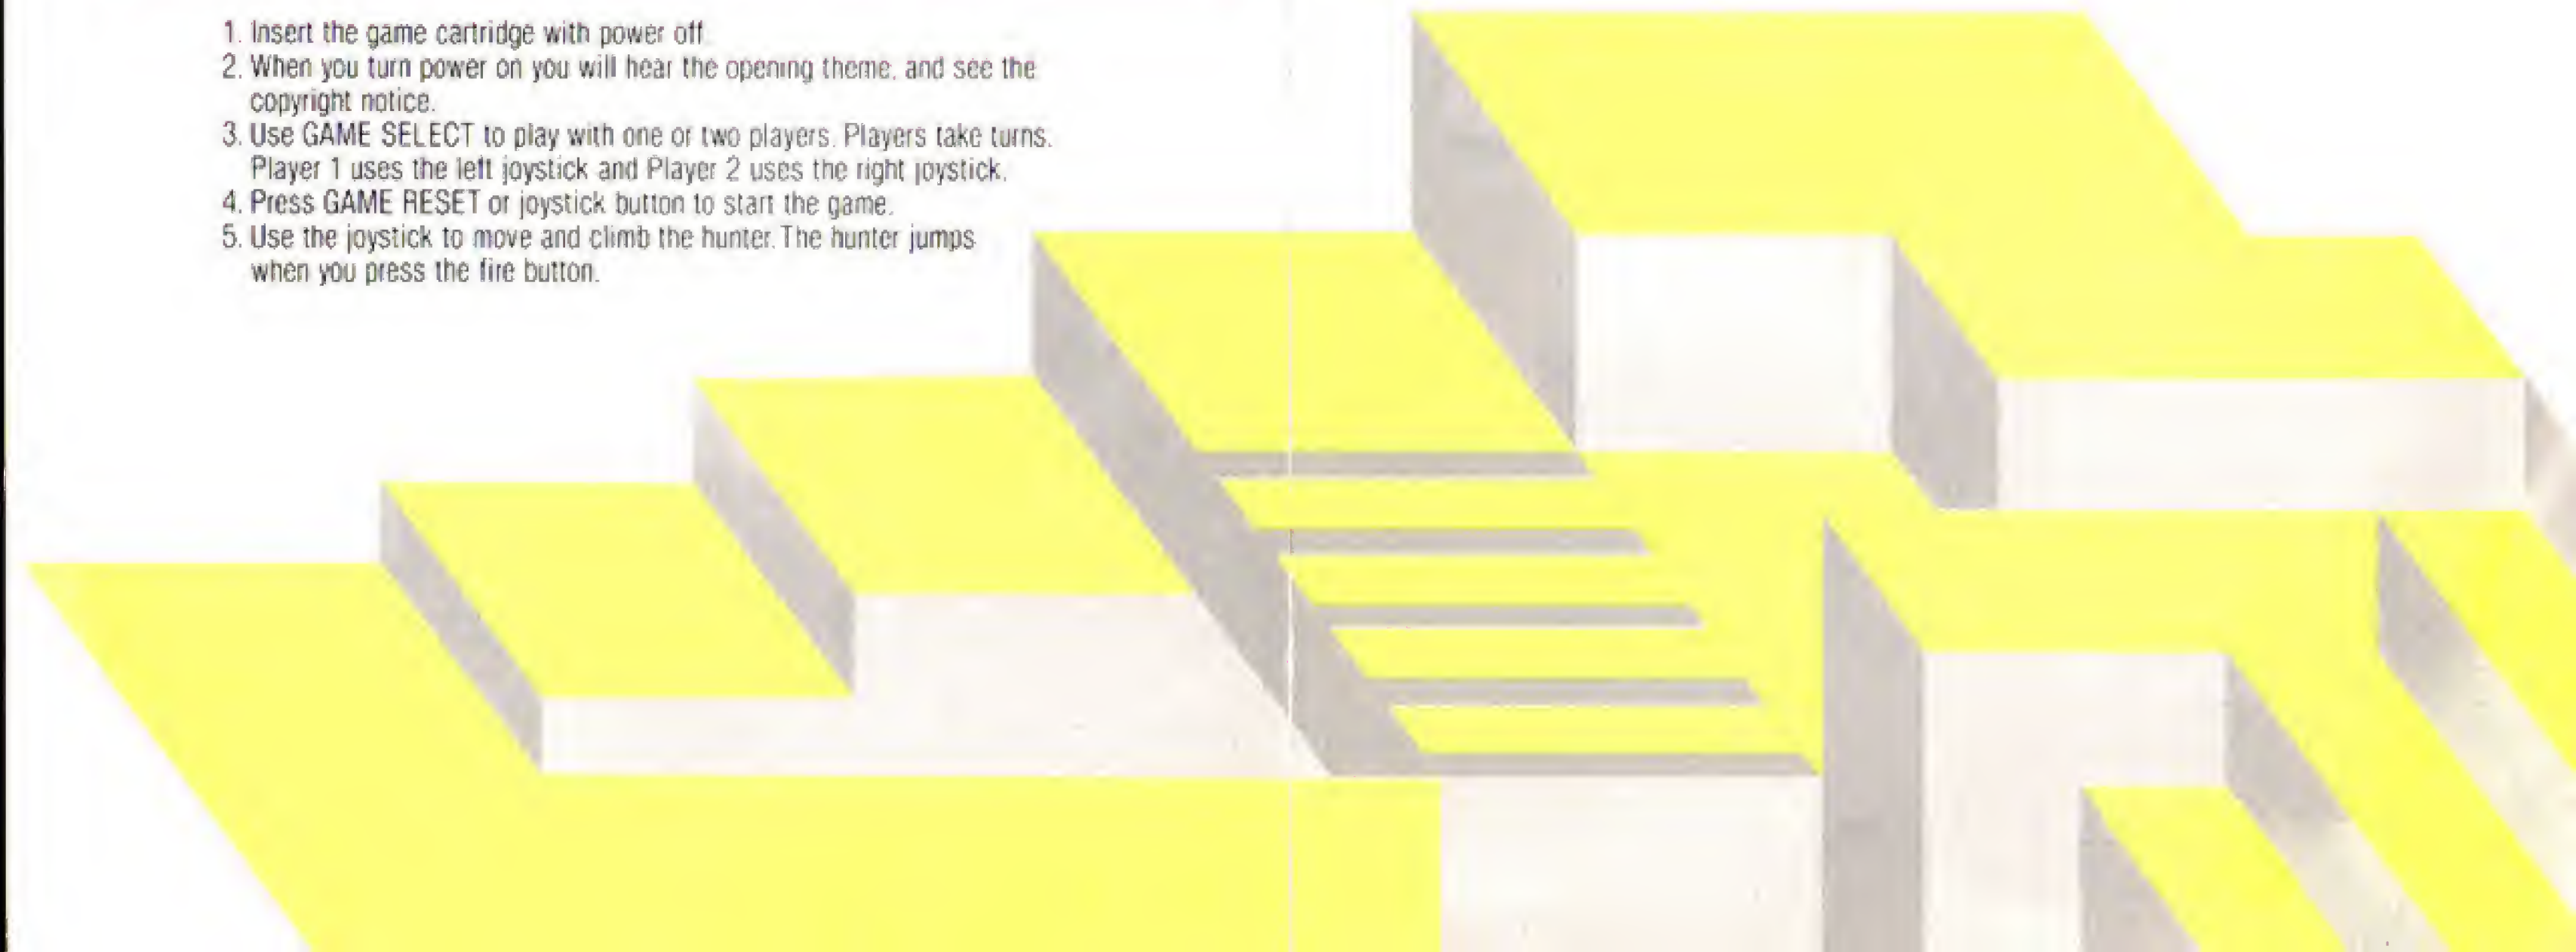 1. Insert the game cartridge with power off.
2. When you turn power on you will hear the opening theme, and see the
copyright notice.
3. Use GAME SELECT to play with one or two players. Players take turns.
Player 1 uses the left joystick and Player 2 uses the right joystick.
4. Press GAME RESET or joystick button to start the game.
5. Use the joystick to move and climb the hunter. The hunter jumps
when you press the fire button.